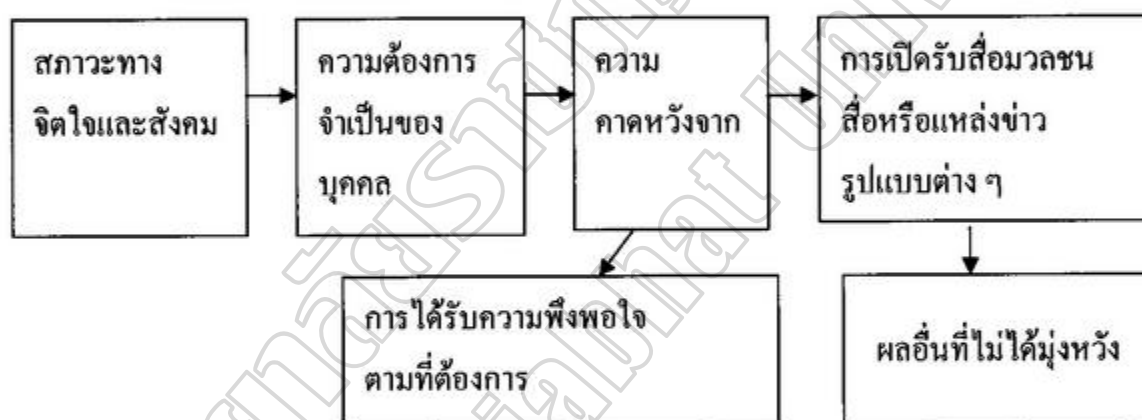 สภาวะทาง
จิตใจและสังคม
ความต้องการ
จำเป็นของ
บุคคล
ความ
คาดหวังจาก
การเปิดรับสื่อมวลชน
สื่อหรือแหล่งข่าว
รูปแบบต่าง ๆ
การได้รับความพึงพอใจ
ตามที่ต้องการ
ผลอื่นที่ไม่ได้มุ่งหวัง